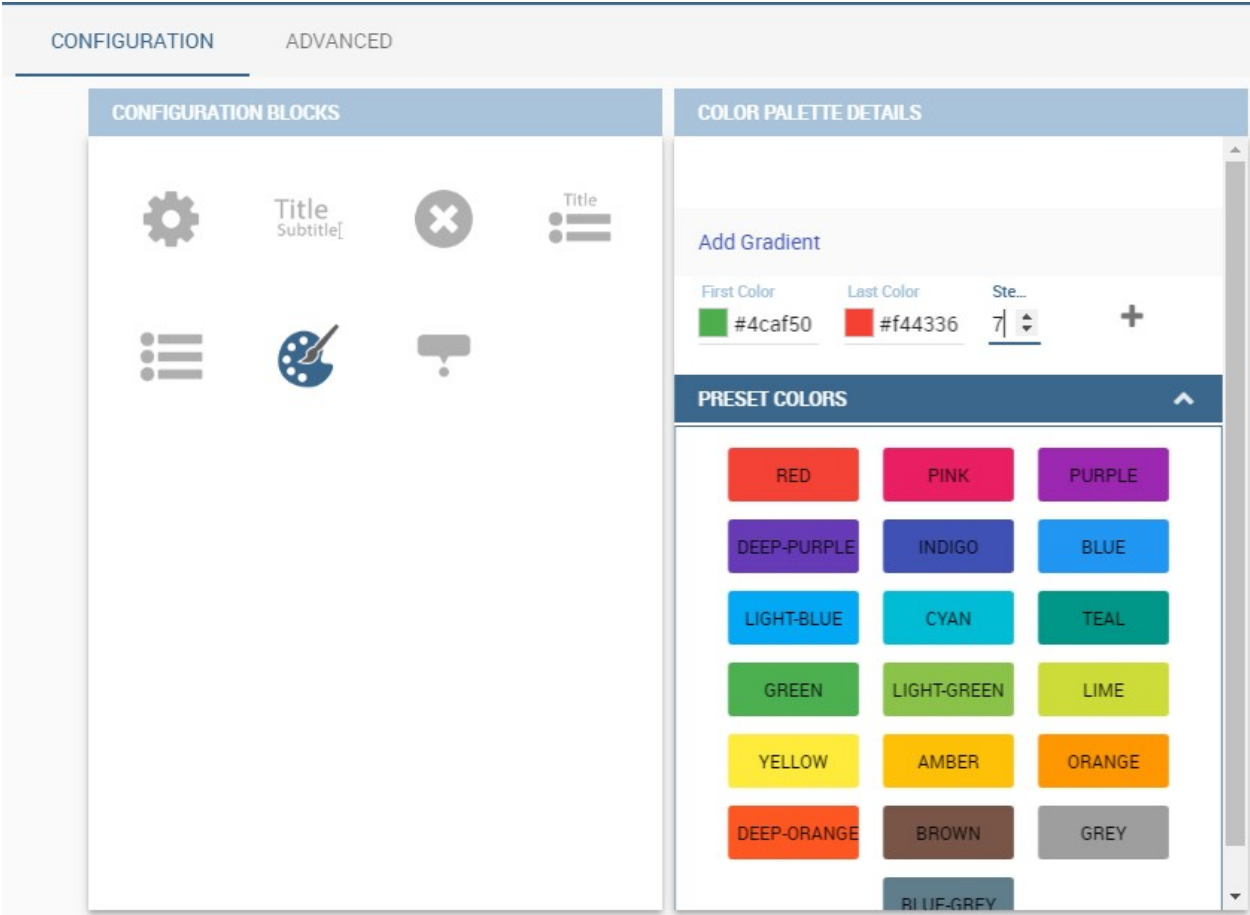 CONFIGURATION ADVANCED
CONFIGURATION BLOCKS
Title
Subtitle
Title
COLOR PALETTE DETAILS
Add Gradient
First Color Last Color Ste...
#4caf50 #f44336 7
PRESET COLORS
RED PINK PURPLE
DEEP-PURPLE INDIGO BLUE
LIGHT-BLUE CYAN TEAL
GREEN LIGHT-GREEN LIME
YELLOW AMBER ORANGE
DEEP-ORANGE BROWN GREY
BLUE-GREY